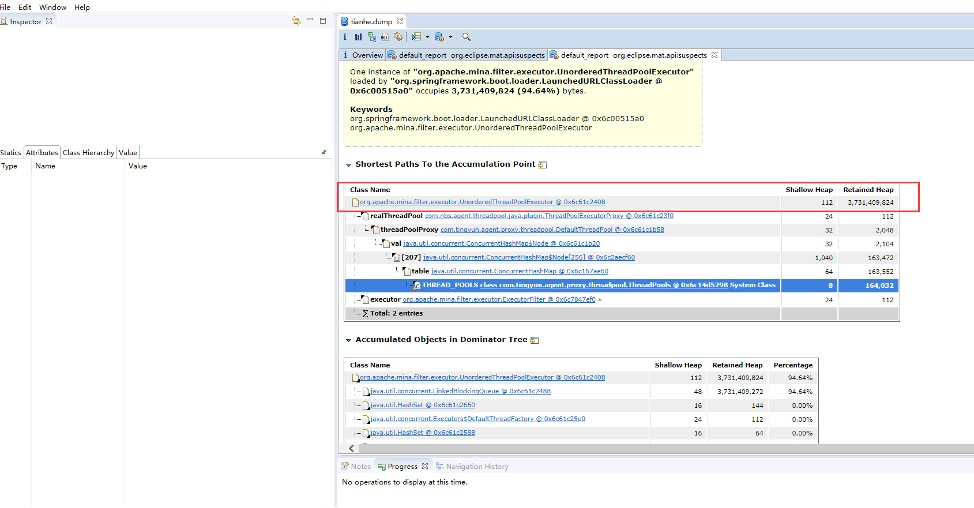 File Edit Window Help
Inspector
tianhe.dump
i Overview default_report org.eclipse.mat.api:suspects default_report org.eclipse.mat.api:suspects
One instance of "org.apache.mina.filter.executor.UnorderedThreadPoolExecutor"
loaded by "org.springframework.boot.loader.LaunchedURLClassLoader @
0x6c00515a0" occupies 3,731,409,824 (94.64%) bytes.
Keywords
org.springframework.boot.loader.LaunchedURLClassLoader @ 0x6c00515a0
org.apache.mina.filter.executor.UnorderedThreadPoolExecutor
Statics Attributes Class Hierarchy Value
Type Name Value
Shortest Paths To the Accumulation Point
Class Name Shallow Heap Retained Heap
org.apache.mina.filter.executor.UnorderedThreadPoolExecutor @ 0x6c61c2408 112 3,731,409,824
realThreadPool com.nbs.agent.threadpool.java.plugin.ThreadPoolExecutorProxy @ 0x6c61c23f0 24 112
threadPoolProxy com.tingyun.agent.proxy.threadpool.DefaultThreadPool @ 0x6c61c1b58 32 2,048
val java.util.concurrent.ConcurrentHashMap$Node @ 0x6c61c1b20 32 2,104
[207] java.util.concurrent.ConcurrentHashMap$Node[256] @ 0x6c2aecf60 1,040 163,472
table java.util.concurrent.ConcurrentHashMap @ 0x6c167ae60 64 163,552
THREAD_POOLS class com.tingyun.agent.proxy.threadpool.ThreadPools @ 0x6c14d5298 System Class 8 164,032
executor org.apache.mina.filter.executor.ExecutorFilter @ 0x6c7847ef0 » 24 112
Σ Total: 2 entries
Accumulated Objects in Dominator Tree
Class Name Shallow Heap Retained Heap Percentage
org.apache.mina.filter.executor.UnorderedThreadPoolExecutor @ 0x6c61c2408 112 3,731,409,824 94.64%
java.util.concurrent.LinkedBlockingQueue @ 0x6c61c2488 48 3,731,409,272 94.64%
java.util.HashSet @ 0x6c61c2660 16 144 0.00%
java.util.concurrent.Executors$DefaultThreadFactory @ 0x6c61c25e0 24 112 0.00%
java.util.HashSet @ 0x6c61c2588 16 64 0.00%
Notes Progress Navigation History
No operations to display at this time.